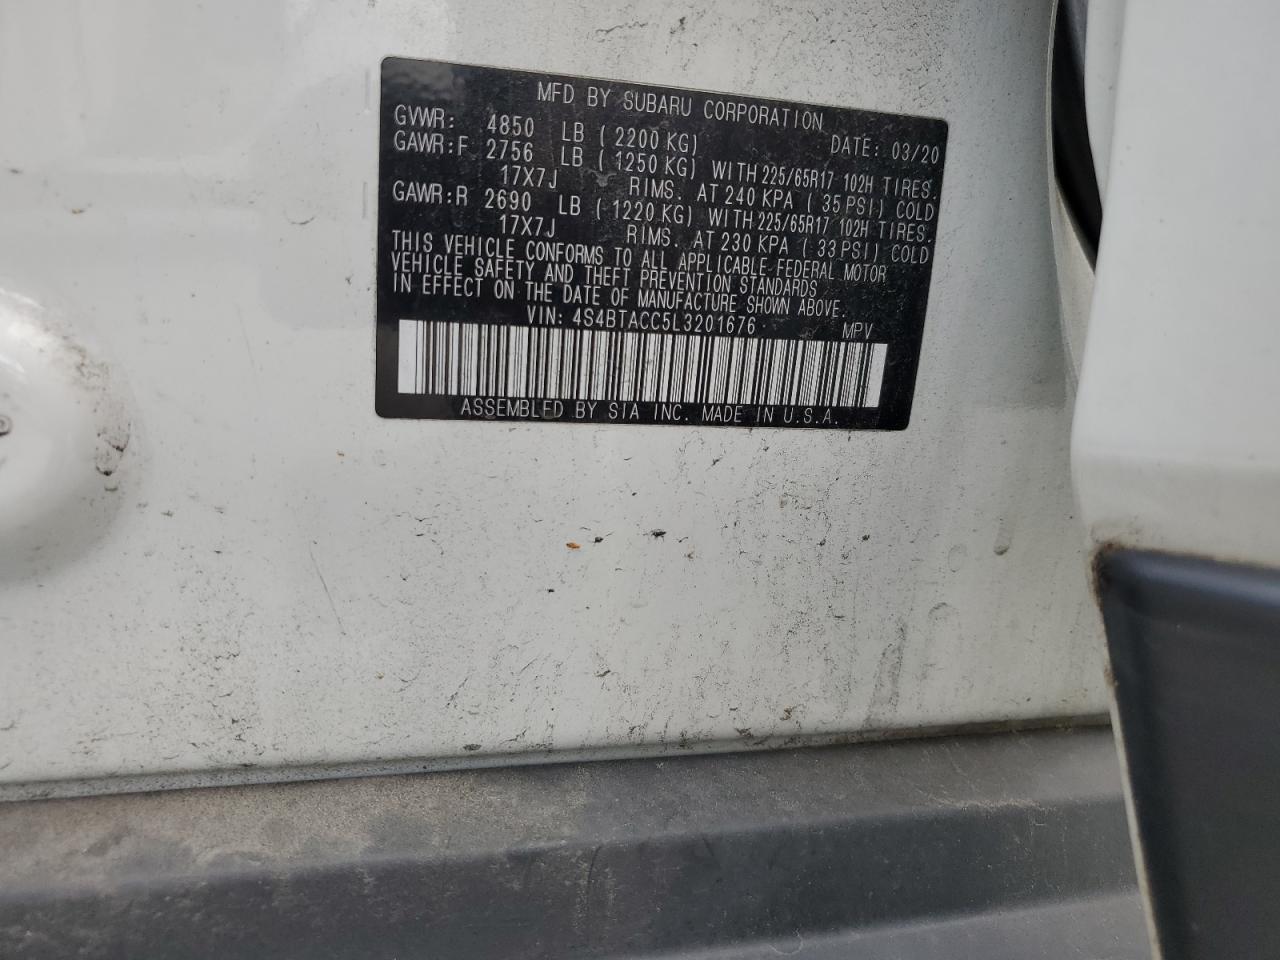 MFD BY SUBARU CORPORATION
GVWR: 4850 LB (2200 KG) DATE: 03/20
GAWR:F 2756 LB (1250 KG) WITH 225/65R17 102H TIRES.
17X7J RIMS. AT 240 KPA (35 PSI) COLD
GAWR:R 2690 LB (1220 KG) WITH 225/65R17 102H TIRES.
17X7J RIMS. AT 230 KPA (33 PSI) COLD
THIS VEHICLE CONFORMS TO ALL APPLICABLE FEDERAL MOTOR
VEHICLE SAFETY AND THEFT PREVENTION STANDARDS
IN EFFECT ON THE DATE OF MANUFACTURE SHOWN ABOVE.
VIN: 4S4BTACC5L3201676 MPV
ASSEMBLED BY SIA INC. MADE IN U.S.A.